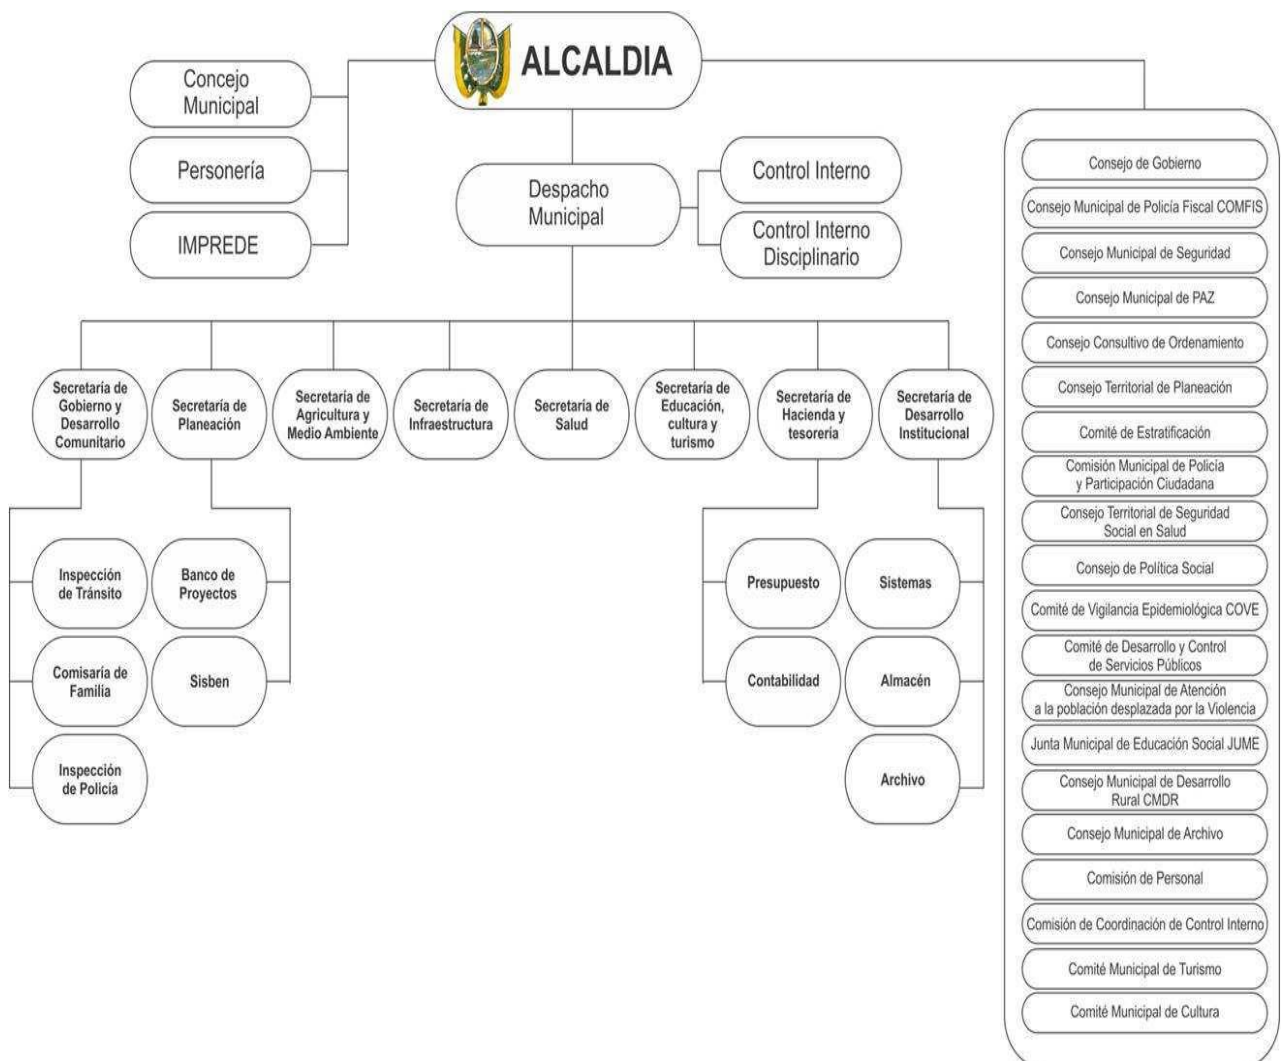 ALCALDIA
Concejo
Municipal
Personería
IMPREDE
Despacho
Municipal
Control Interno
Control Interno
Disciplinario
Secretaría de
Gobierno y
Desarrollo
Comunitario
Secretaría de
Planeación
Secretaría de
Agricultura y
Medio Ambiente
Secretaría de
Infraestructura
Secretaría de
Salud
Secretaría de
Educación,
cultura y
turismo
Secretaría de
Hacienda y
tesorería
Secretaría de
Desarrollo
Institucional
Inspección
de Tránsito
Comisaría de
Familia
Inspección
de Policía
Banco de
Proyectos
Sisben
Presupuesto
Contabilidad
Sistemas
Almacén
Archivo
Consejo de Gobierno
Consejo Municipal de Policía Fiscal COMFIS
Consejo Municipal de Seguridad
Consejo Municipal de PAZ
Consejo Consultivo de Ordenamiento
Consejo Territorial de Planeación
Comité de Estratificación
Comisión Municipal de Policía
y Participación Ciudadana
Consejo Territorial de Seguridad
Social en Salud
Consejo de Política Social
Comité de Vigilancia Epidemiológica COVE
Comité de Desarrollo y Control
de Servicios Públicos
Consejo Municipal de Atención
a la población desplazada por la Violencia
Junta Municipal de Educación Social JUME
Consejo Municipal de Desarrollo
Rural CMDR
Consejo Municipal de Archivo
Comisión de Personal
Comisión de Coordinación de Control Interno
Comité Municipal de Turismo
Comité Municipal de Cultura